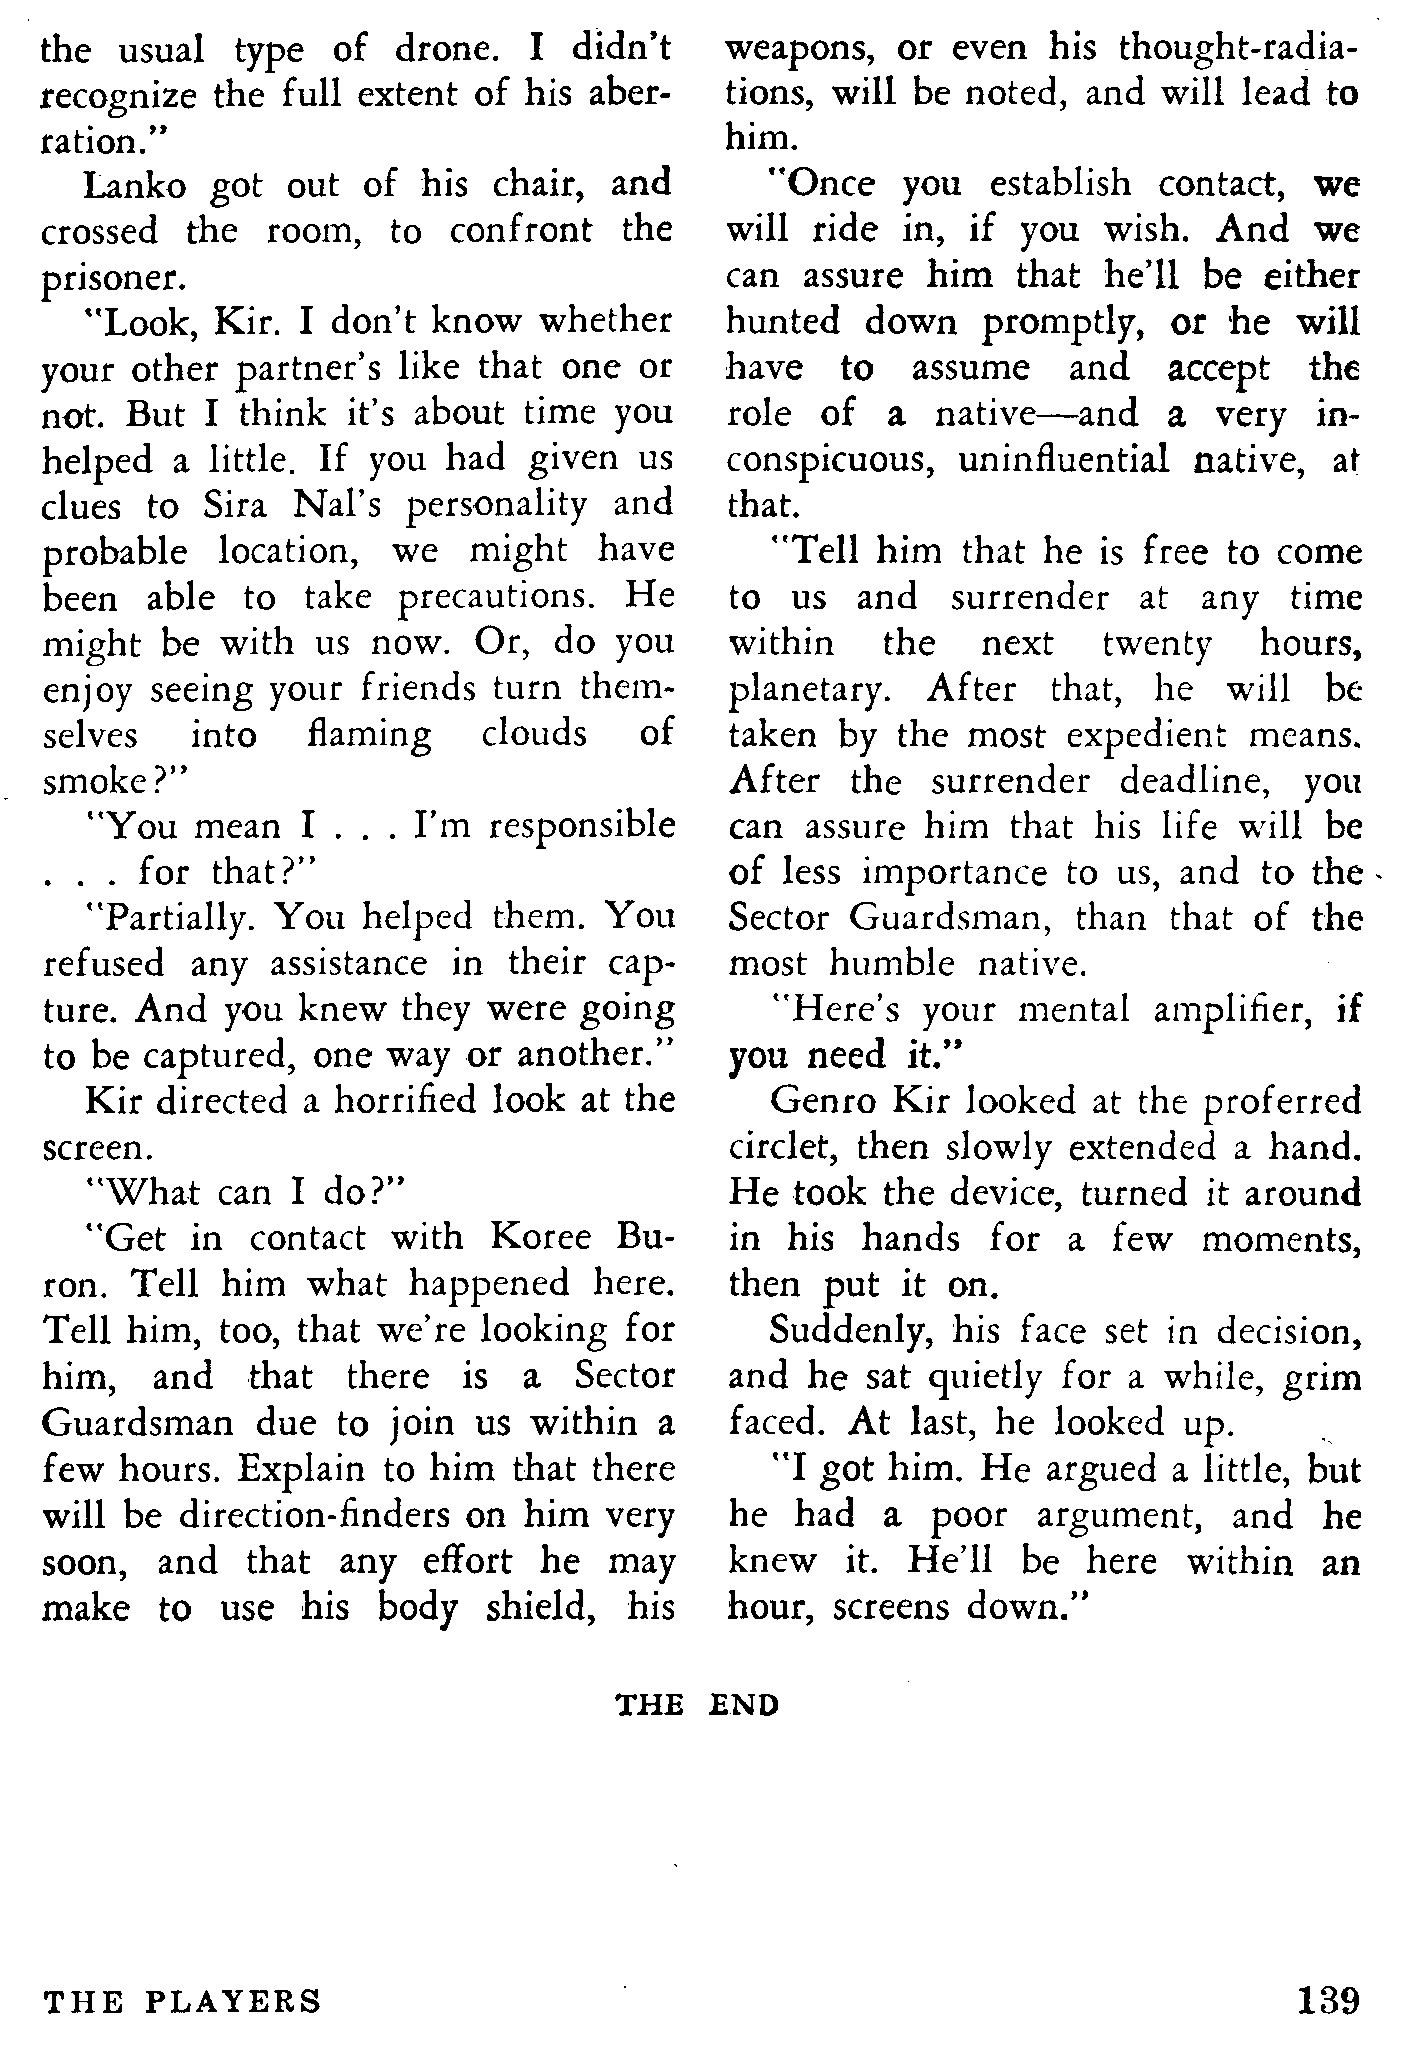 the usual type of drone. I didn't
recognize the full extent of his aber-
ration."
Lanko got out of his chair, and
crossed the room, to confront the
prisoner.
"Look, Kir. I don't know whether
your other partner's like that one or
not. But I think it's about time you
helped a little. If you had given us
clues to Sira Nal's personality and
probable location, we might have
been able to take precautions. He
might be with us now. Or, do you
enjoy seeing your friends turn them-
selves into flaming clouds of
smoke?"
"You mean I . . . I'm responsible
. . . for that?"
"Partially. You helped them. You
refused any assistance in their cap-
ture. And you knew they were going
to be captured, one way or another."
Kir directed a horrified look at the
screen.
"What can I do?"
"Get in contact with Koree Bu-
ron. Tell him what happened here.
Tell him, too, that we're looking for
him, and that there is a Sector
Guardsman due to join us within a
few hours. Explain to him that there
will be direction-finders on him very
soon, and that any effort he may
make to use his body shield, his
weapons, or even his thought-radia-
tions, will be noted, and will lead to
him.
"Once you establish contact, we
will ride in, if you wish. And we
can assure him that he'll be either
hunted down promptly, or he will
have to assume and accept the
role of a native—and a very in-
conspicuous, uninfluential native, at
that.
"Tell him that he is free to come
to us and surrender at any time
within the next twenty hours,
planetary. After that, he will be
taken by the most expedient means.
After the surrender deadline, you
can assure him that his life will be
of less importance to us, and to the
Sector Guardsman, than that of the
most humble native.
"Here's your mental amplifier, if
you need it."
Genro Kir looked at the proferred
circlet, then slowly extended a hand.
He took the device, turned it around
in his hands for a few moments,
then put it on.
Suddenly, his face set in decision,
and he sat quietly for a while, grim
faced. At last, he looked up.
"I got him. He argued a little, but
he had a poor argument, and he
knew it. He'll be here within an
hour, screens down."
THE END
THE PLAYERS
139